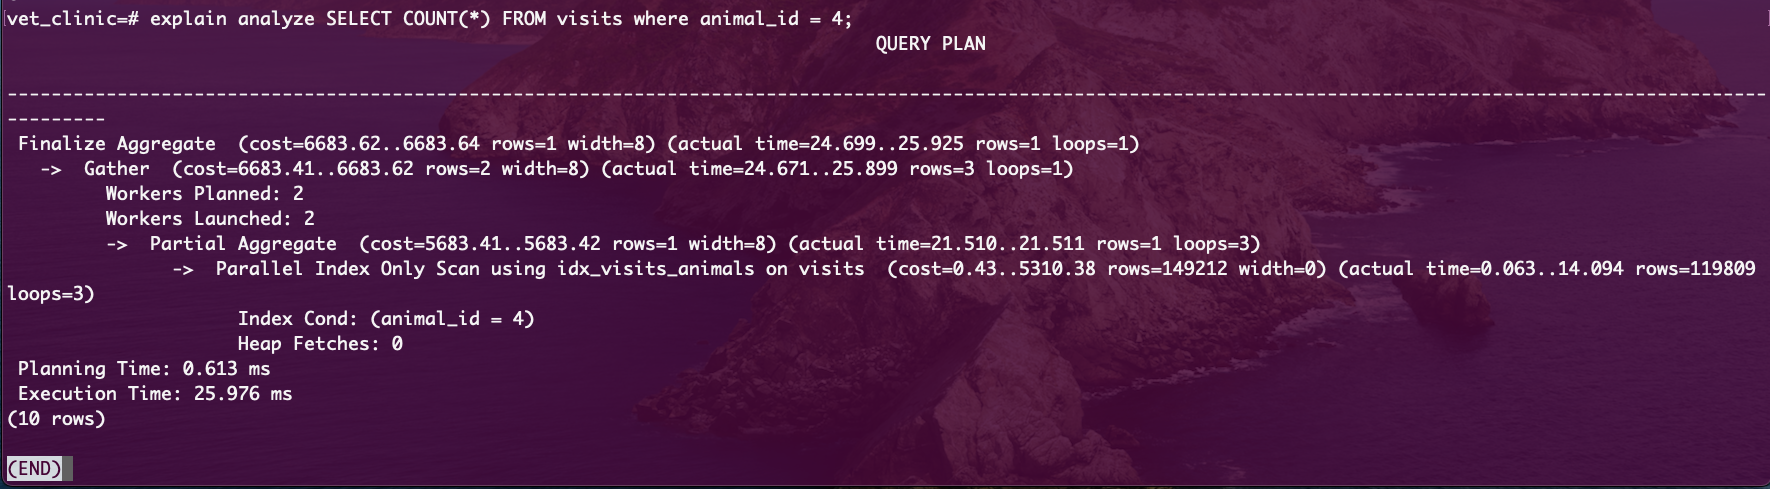 vet_clinic=# explain analyze SELECT COUNT(*) FROM visits where animal_id = 4;
QUERY PLAN
----------------------------------------------------------------------------------------------------------------------------------------------------------------
---------
Finalize Aggregate  (cost=6683.62..6683.64 rows=1 width=8) (actual time=24.699..25.925 rows=1 loops=1)
->  Gather  (cost=6683.41..6683.62 rows=2 width=8) (actual time=24.671..25.899 rows=3 loops=1)
Workers Planned: 2
Workers Launched: 2
->  Partial Aggregate  (cost=5683.41..5683.42 rows=1 width=8) (actual time=21.510..21.511 rows=1 loops=3)
->  Parallel Index Only Scan using idx_visits_animals on visits  (cost=0.43..5310.38 rows=149212 width=0) (actual time=0.063..14.094 rows=119809
loops=3)
Index Cond: (animal_id = 4)
Heap Fetches: 0
Planning Time: 0.613 ms
Execution Time: 25.976 ms
(10 rows)
(END)